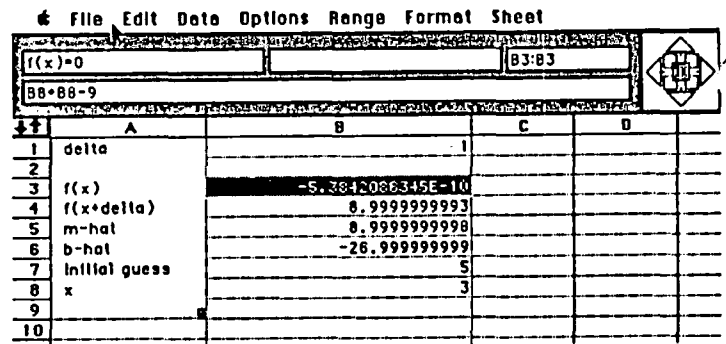 File Edit Data Options Range Format Sheet
f(x)=0 B3:B3
B8*B8-9
A B C D
1 delta 1
2
3 f(x) -5.3842086345E-10
4 f(x+delta) 8.9999999993
5 m-hat 8.9999999998
6 b-hat -26.999999999
7 Initial guess 5
8 x 3
9
10